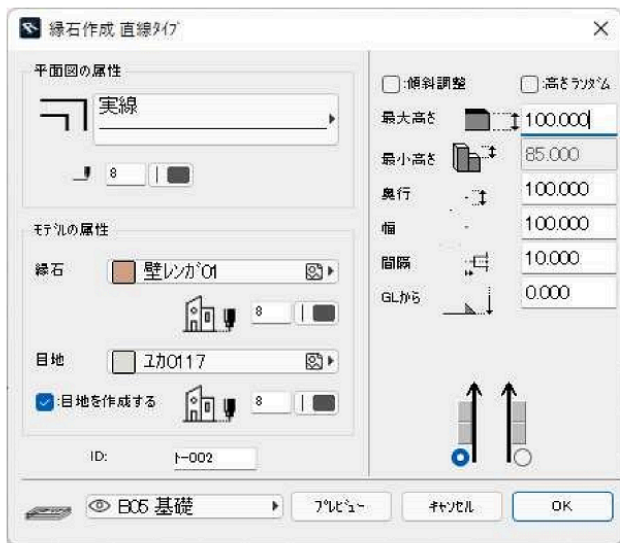 縁石作成 直線ﾀｲﾌﾟ
平面図の属性
実線
8
ﾓﾃﾞﾙの属性
縁石
壁ﾚﾝｶﾞ01
8
目地
ﾕｶ0117
:目地を作成する
8
ID:
ﾄ-002
:傾斜調整
:高さﾗﾝﾀﾞﾑ
最大高さ
100.000
最小高さ
85.000
奥行
100.000
幅
100.000
間隔
10.000
GLから
0.000
B05 基礎
ﾌﾟﾚﾋﾞｭｰ
ｷｬﾝｾﾙ
OK